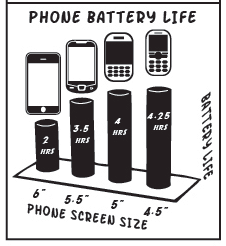 PHONE BATTERY LIFE
2
HRS
3.5
HRS
4
HRS
4.25
HRS
BATTERY LIFE
6"
5.5"
5"
4.5"
PHONE SCREEN SIZE